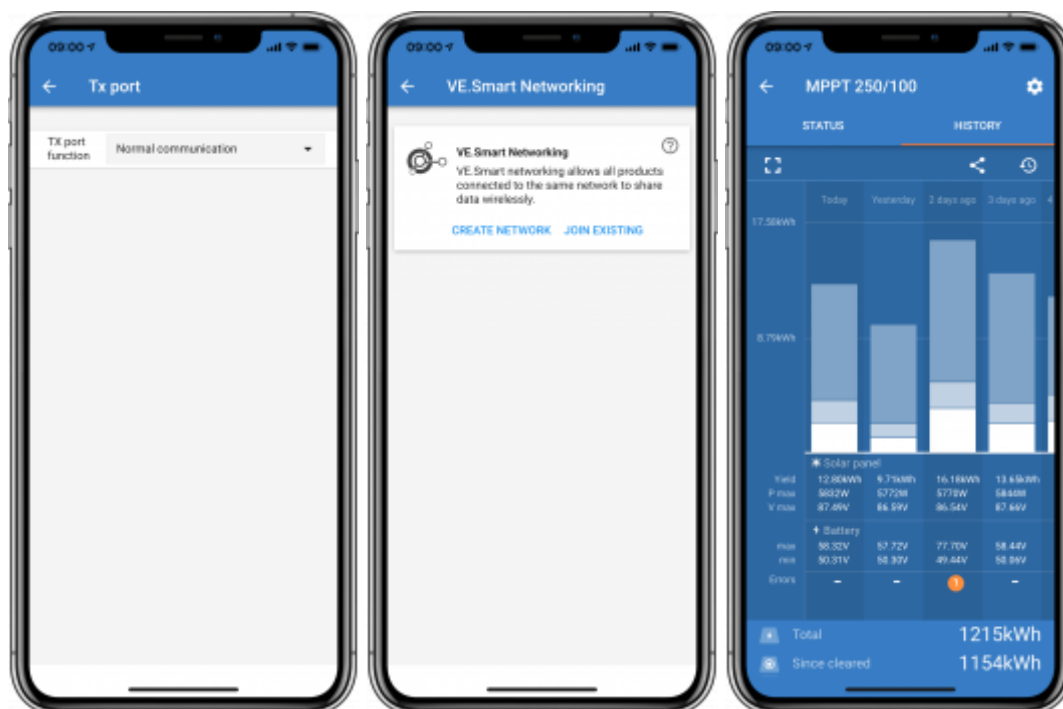 09:00
Tx port
TX port function
Normal communication
09:00
VE.Smart Networking
VE.Smart Networking
VE.Smart networking allows all products
connected to the same network to share
data wirelessly.
CREATE NETWORK JOIN EXISTING
09:00
MPPT 250/100
STATUS HISTORY
Today Yesterday 2 days ago 3 days ago 4
17.58kWh
8.79kWh
Solar panel
Yield 12.80kWh 9.71kWh 16.18kWh 13.65kWh
P max 5832W 5772W 5770W 5844W
V max 87.49V 86.59V 86.54V 87.66V
Battery
max 58.32V 57.72V 77.70V 58.44V
min 50.31V 50.30V 49.44V 50.06V
Errors – – 1 –
Total 1215kWh
Since cleared 1154kWh